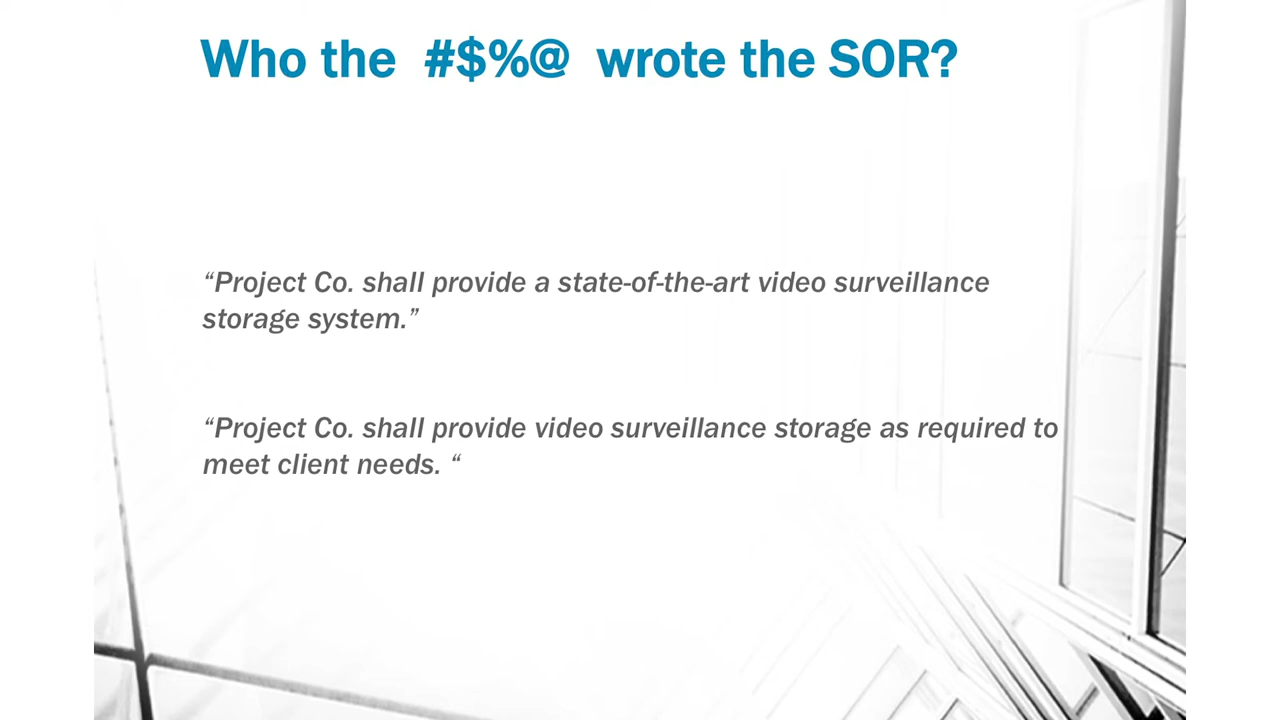 Who the #$%@ wrote the SOR?
“Project Co. shall provide a state-of-the-art video surveillance
storage system.”
“Project Co. shall provide video surveillance storage as required to
meet client needs. “